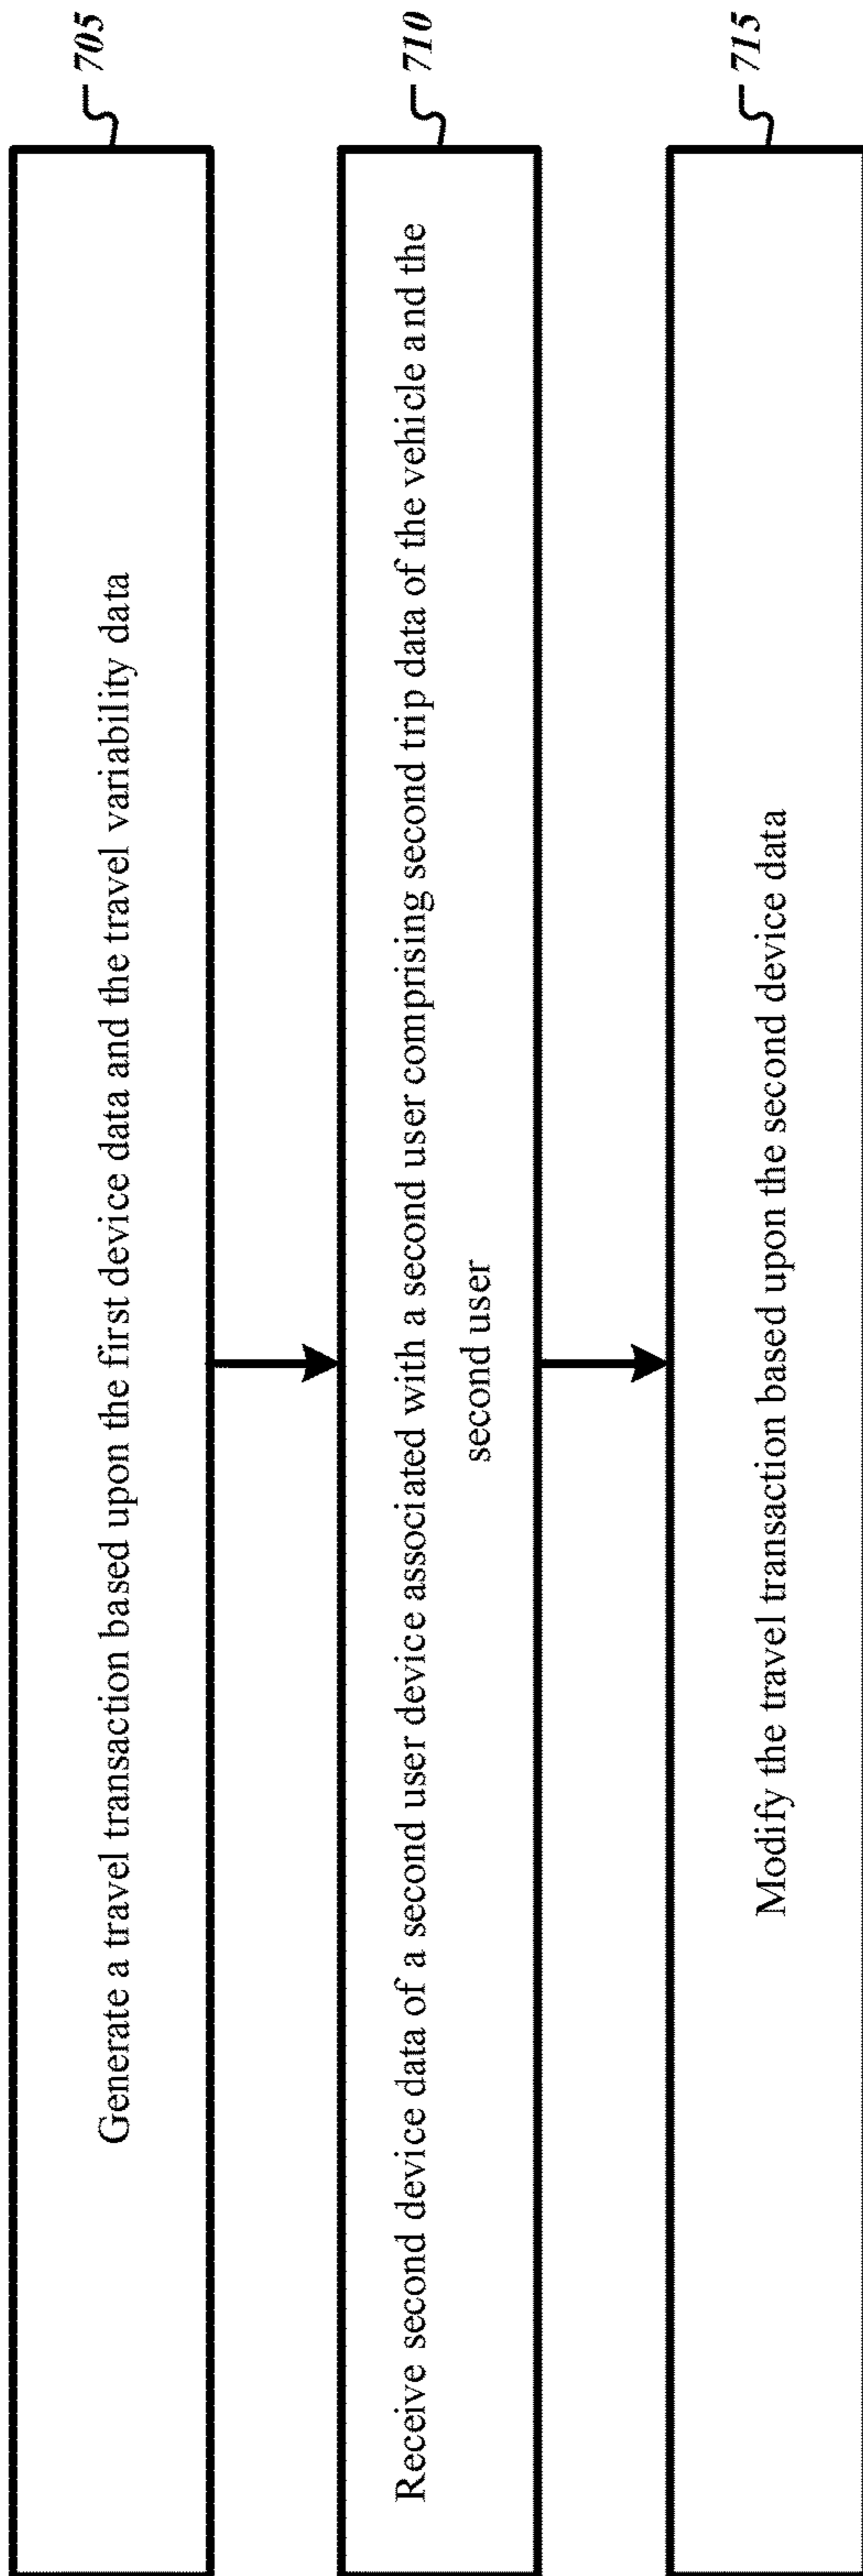 Generate a travel transaction based upon the first device data and the travel variability data
705
Receive second device data of a second user device associated with a second user comprising second trip data of the vehicle and the
second user
710
Modify the travel transaction based upon the second device data
715